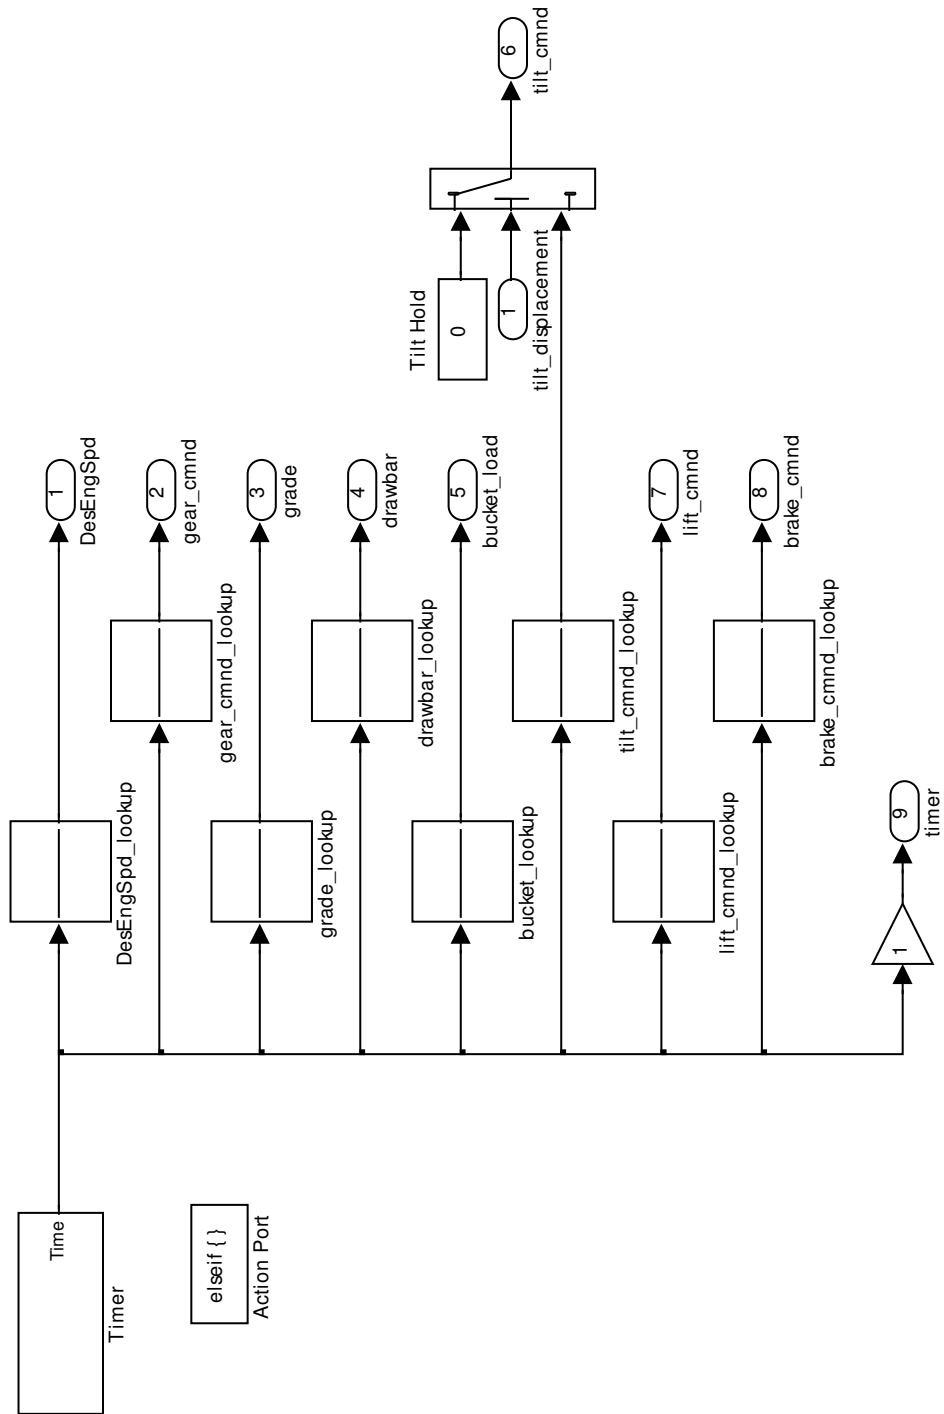 Time
Timer
elseif { }
Action Port
DesEngSpd_lookup
1
DesEngSpd
gear_cmnd_lookup
2
gear_cmnd
grade_lookup
3
grade
drawbar_lookup
4
drawbar
bucket_lookup
5
bucket_load
tilt_cmnd_lookup
Tilt Hold
0
1
tilt_displacement
6
tilt_cmnd
lift_cmnd_lookup
7
lift_cmnd
brake_cmnd_lookup
8
brake_cmnd
1
9
timer